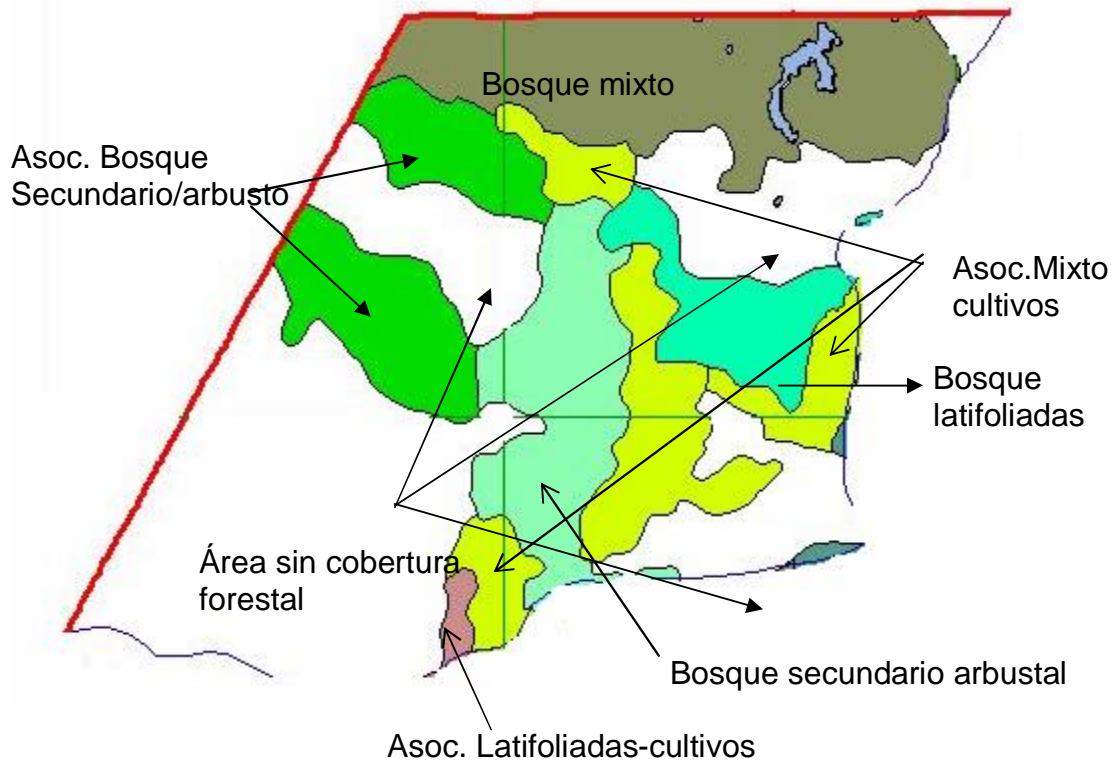 Bosque mixto
Asoc. Bosque
Secundario/arbusto
Asoc.Mixto
cultivos
Bosque
latifoliadas
Área sin cobertura
forestal
Bosque secundario arbustal
Asoc. Latifoliadas-cultivos